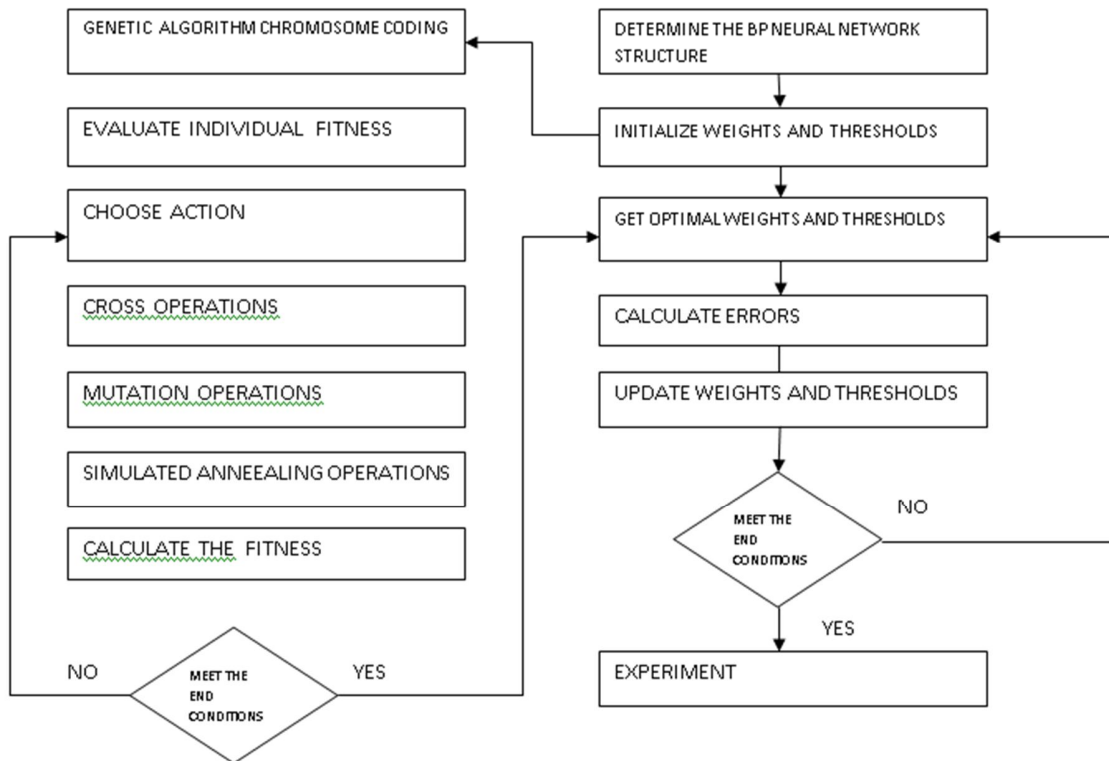 GENETIC ALGORITHM CHROMOSOME CODING
EVALUATE INDIVIDUAL FITNESS
CHOOSE ACTION
CROSS OPERATIONS
MUTATION OPERATIONS
SIMULATED ANNEEALING OPERATIONS
CALCULATE THE FITNESS
NO
MEET THE
END
CONDITIONS
YES
DETERMINE THE BP NEURAL NETWORK
STRUCTURE
INITIALIZE WEIGHTS AND THRESHOLDS
GET OPTIMAL WEIGHTS AND THRESHOLDS
CALCULATE ERRORS
UPDATE WEIGHTS AND THRESHOLDS
MEET THE
END
CONDITIONS
NO
YES
EXPERIMENT